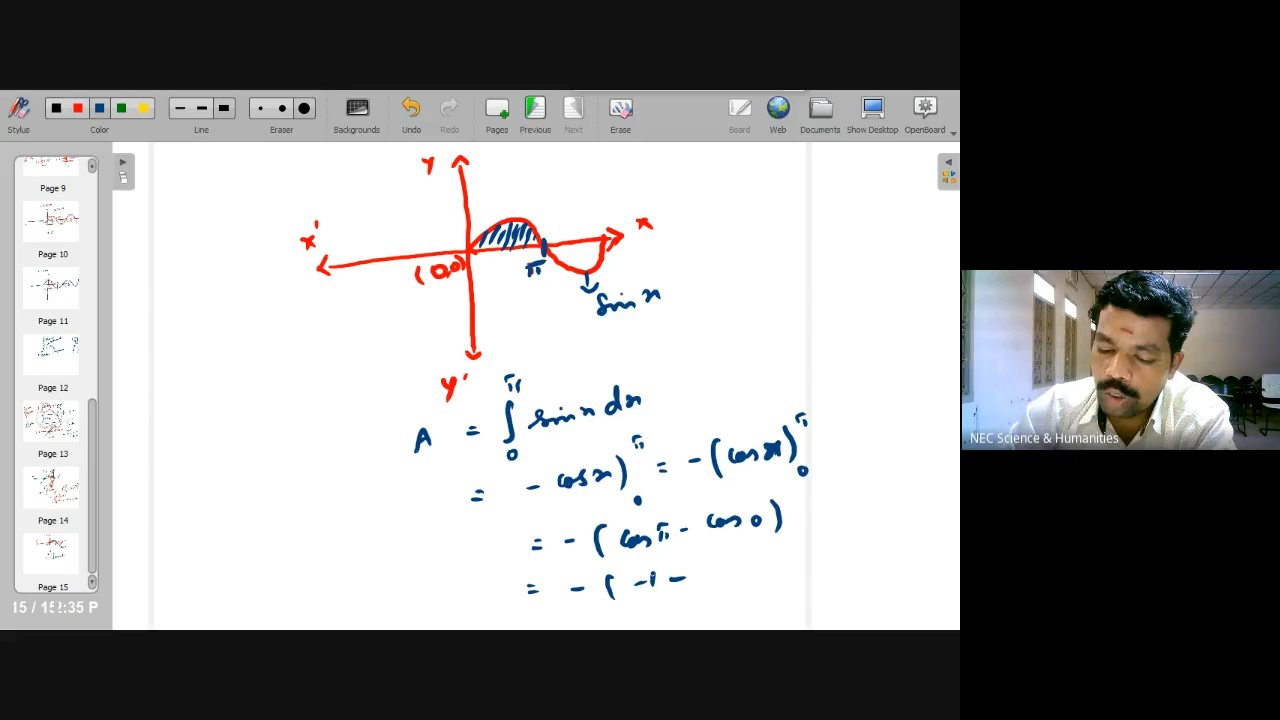 Stylus Color Line Eraser Backgrounds Undo Redo Pages Previous Next Erase Board Web Documents Show Desktop OpenBoard
Page 9
Page 10
Page 11
Page 12
Page 13
Page 14
Page 15
Y
X' X
(0,0) π
sin x
Y'
A = ∫₀^π sin x dx
= - cos x)₀^π = - (cos x)₀^π
= - (cos π - cos 0)
= - ( -1 -
NEC Science & Humanities